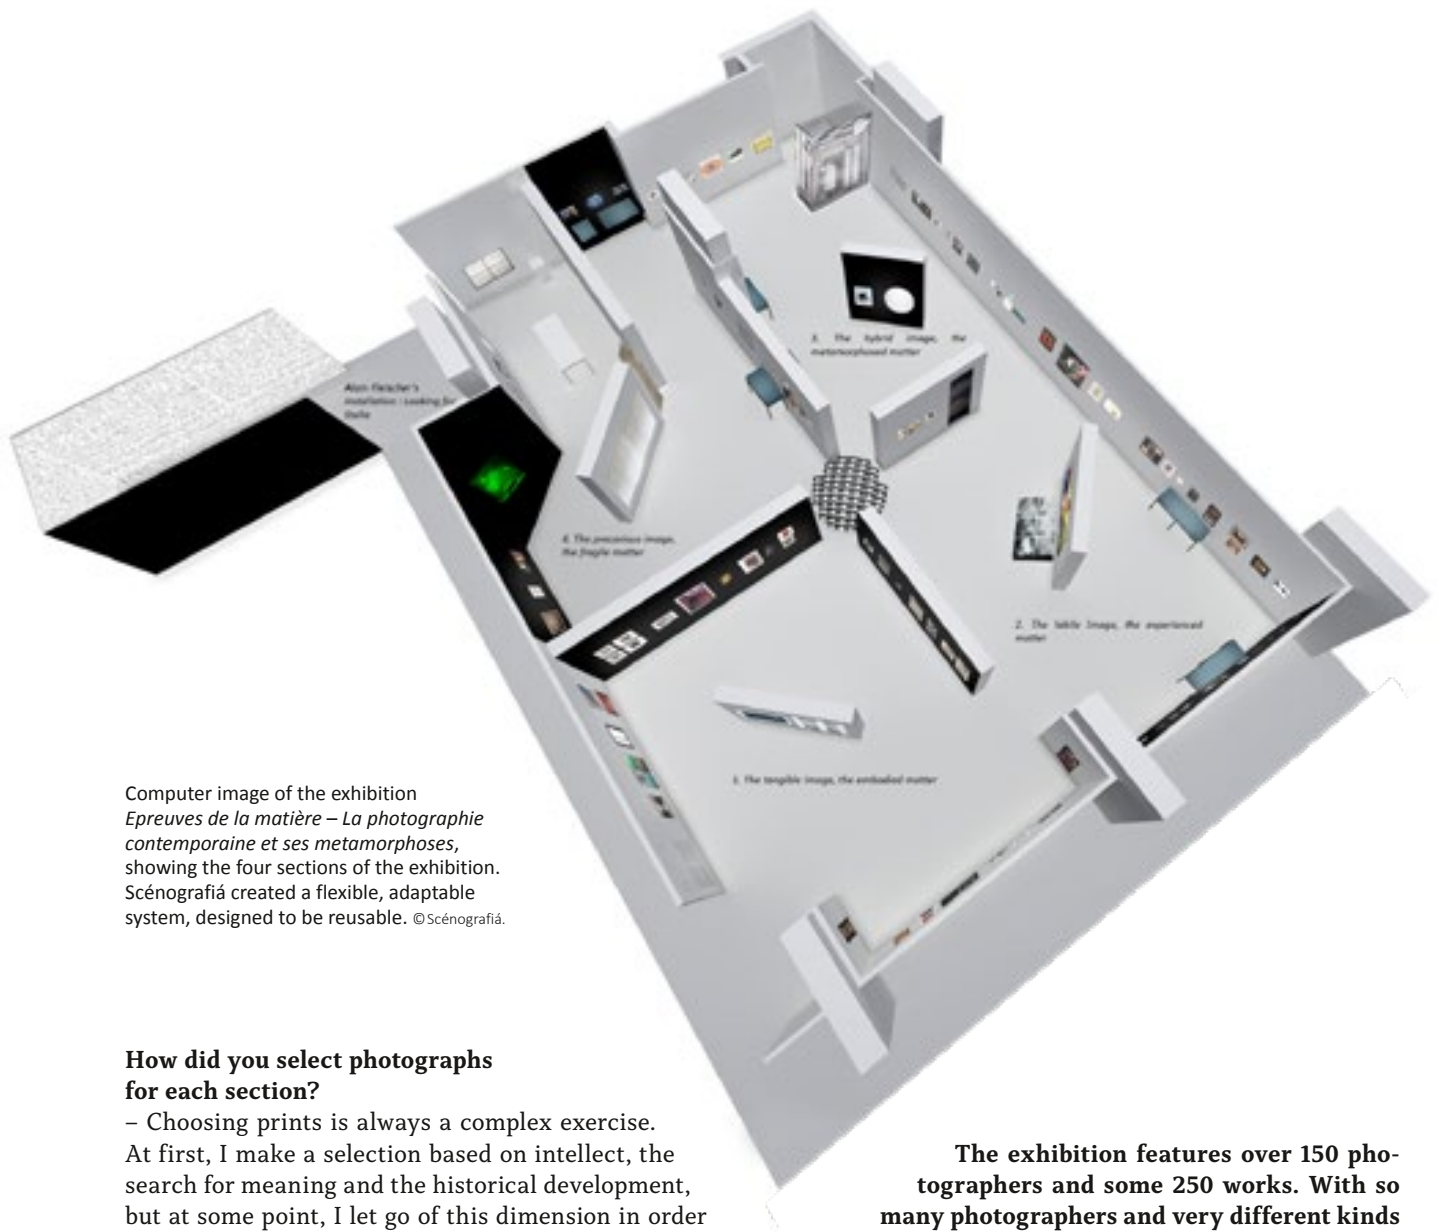 3. The hybrid image, the
metamorphosed matter
Alain Fleischer's
installation : Looking for
4. The precarious image,
the fragile matter
2. The labile image, the experienced
matter
1. The tangible image, the embodied matter
Computer image of the exhibition
Epreuves de la matière – La photographie
contemporaine et ses metamorphoses,
showing the four sections of the exhibition.
Scénografiá created a flexible, adaptable
system, designed to be reusable. © Scénografiá.
How did you select photographs
for each section?
– Choosing prints is always a complex exercise.
At first, I make a selection based on intellect, the
search for meaning and the historical development,
but at some point, I let go of this dimension in order
The exhibition features over 150 pho-
tographers and some 250 works. With so
many photographers and very different kinds